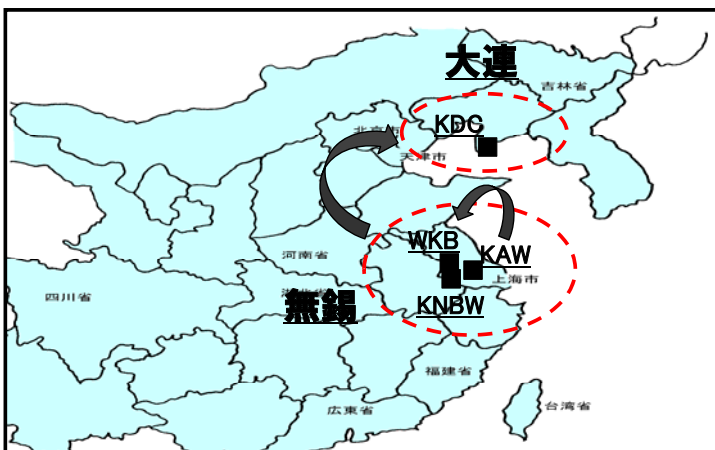 大連
吉林省
KDC
北京市
天津市
WKB
KAW
河南省
上海市
四川省
無錫
KNBW
福建省
広東省
台湾省